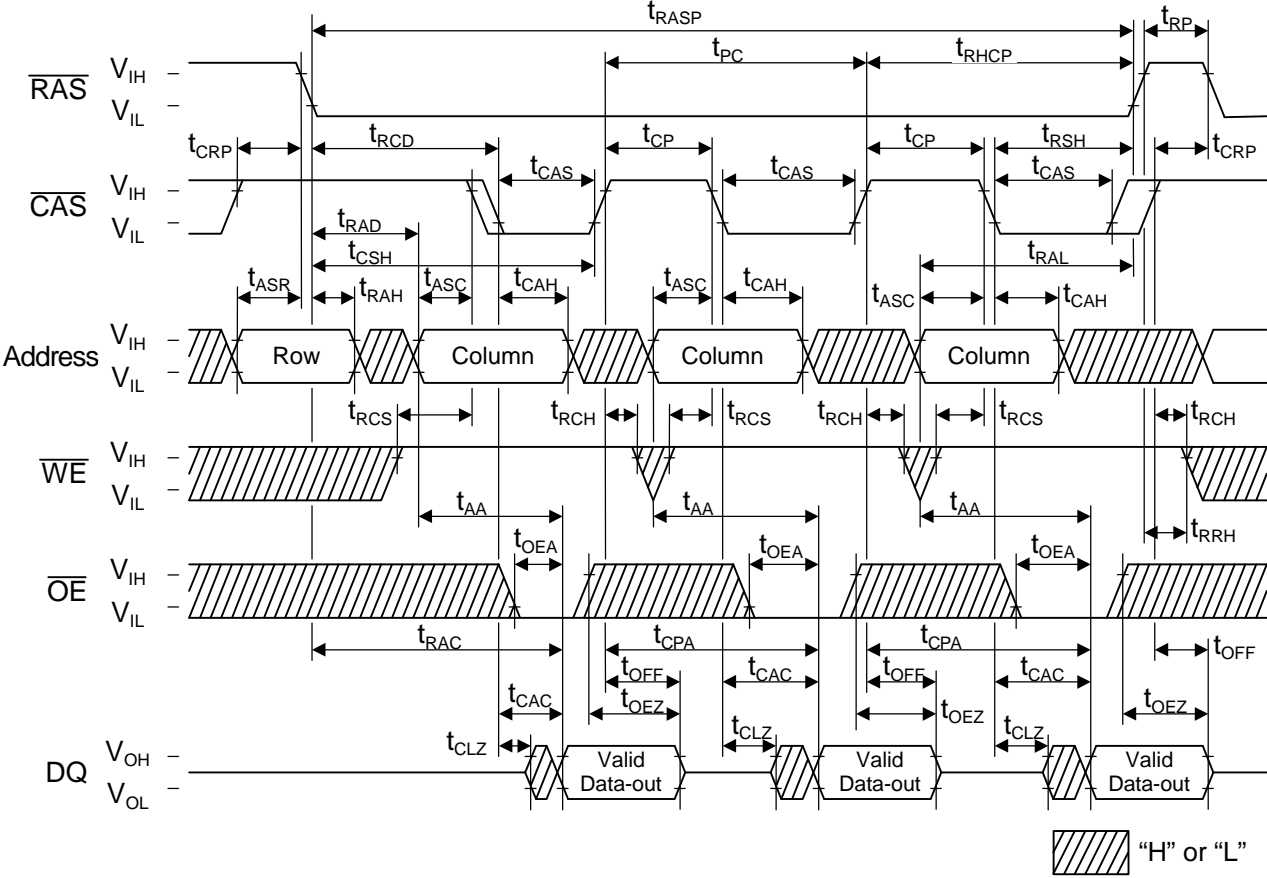 tRASP tRP
tPC tRHCP
RAS VIH
VIL
tCRP tRCD tCP tCP tRSH tCRP
tCAS tCAS tCAS
CAS VIH
VIL
tRAD
tCSH tRAL
tASR tRAH tASC tCAH tASC tCAH tASC tCAH
Address VIH
VIL
Row Column Column Column
tRCS tRCH tRCS tRCH tRCS tRCH
WE VIH
VIL
tAA tAA tAA
tRRH
tOEA tOEA tOEA
OE VIH
VIL
tRAC tCPA tCPA tOFF
tOFF tCAC tOFF tCAC
tCAC tOEZ tOEZ tOEZ
tCLZ tCLZ tCLZ
DQ VOH
VOL
Valid Data-out
Valid Data-out
Valid Data-out
“H” or “L”